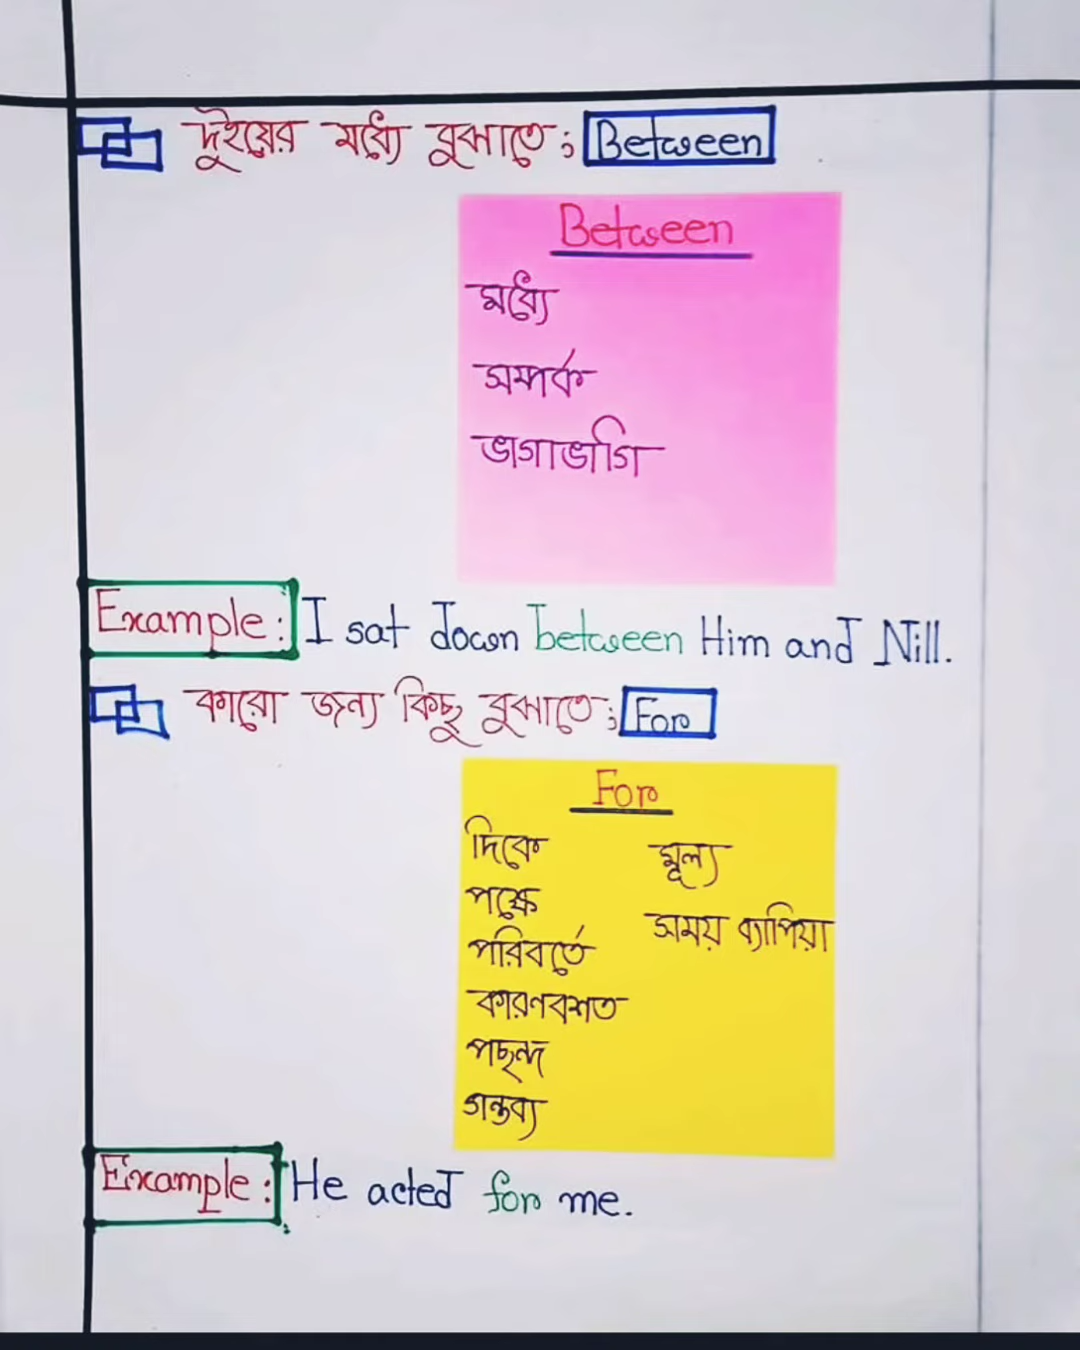 দুইয়ের মধ্যে বুঝাতে; Between
Between
মধ্যে
সম্পর্ক
ভাগাভাগি
Example: I sat down between Him and Nill.
কারো জন্য কিছু বুঝাতে; For
For
দিকে মূল্য
পক্ষে সময় ব্যাপিয়া
পরিবর্তে
কারণবশত
পছন্দ
গন্তব্য
Example: He acted for me.